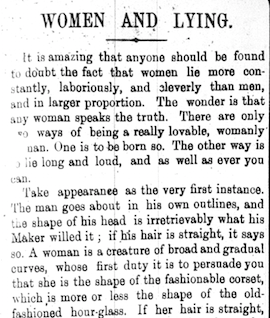 WOMEN AND LYING.
It is amazing that anyone should be found
to doubt the fact that women lie more con-
stantly, laboriously, and cleverly than men,
and in larger proportion. The wonder is that
any woman speaks the truth. There are only
wo ways of being a really lovable, womanly
nan. One is to be born so. The other way is
o lie long and loud, and as well as ever you
can.
Take appearance as the very first instance.
The man goes about in his own outlines, and
the shape of his head is irretrievably what his
Maker willed it; if his hair is straight, it says
so. A woman is a creature of broad and gradual
curves, whose first duty it is to persuade you
that she is the shape of the fashionable corset,
which is more or less the shape of the old-
fashioned hour-glass. If her hair is straight,